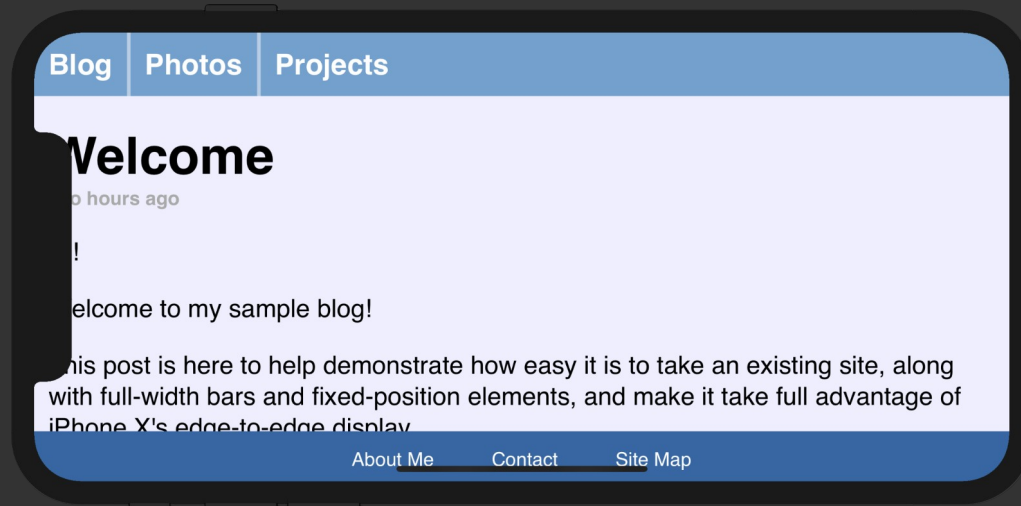 Blog Photos Projects
Welcome
hours ago
!
to my sample blog!
post is here to help demonstrate how easy it is to take an existing site, along
with full-width bars and fixed-position elements, and make it take full advantage of
iPhone X's edge-to-edge display
About Me Contact Site Map